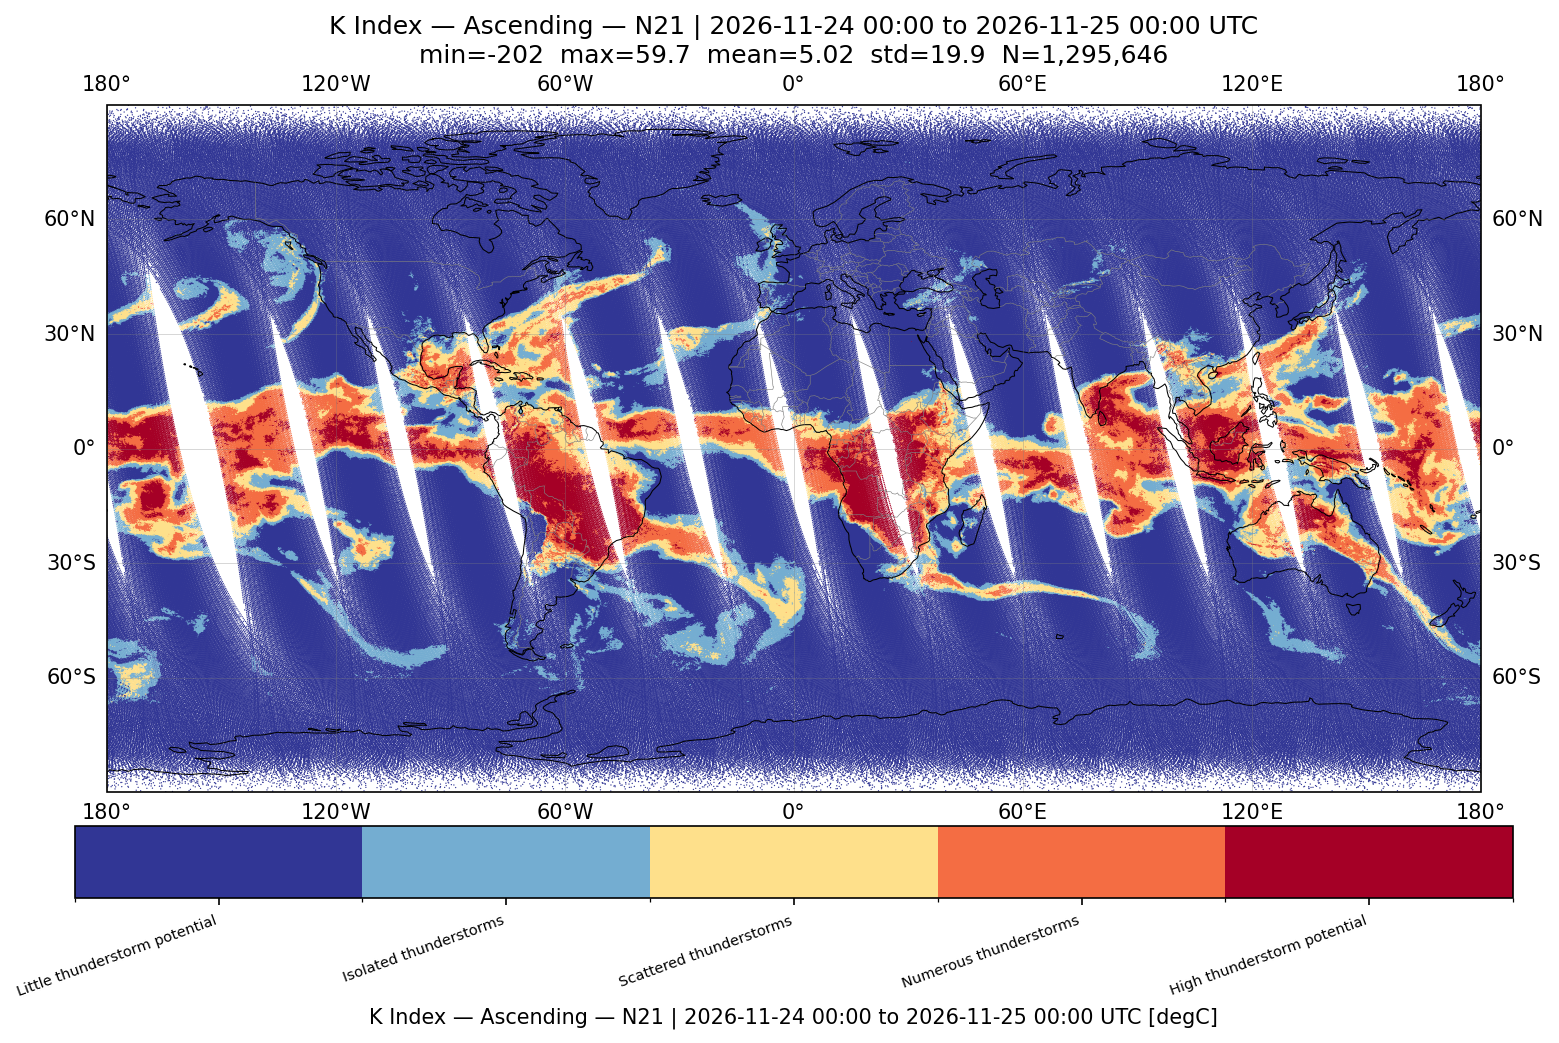 K Index — Ascending — N21 | 2026-11-24 00:00 to 2026-11-25 00:00 UTC
min=-202 max=59.7 mean=5.02 std=19.9 N=1,295,646
180° 120°W 60°W 0° 60°E 120°E 180°
60°N 60°N
30°N 30°N
0° 0°
30°S 30°S
60°S 60°S
180° 120°W 60°W 0° 60°E 120°E 180°
Little thunderstorm potential
Isolated thunderstorms
Scattered thunderstorms
Numerous thunderstorms
High thunderstorm potential
K Index — Ascending — N21 | 2026-11-24 00:00 to 2026-11-25 00:00 UTC [degC]